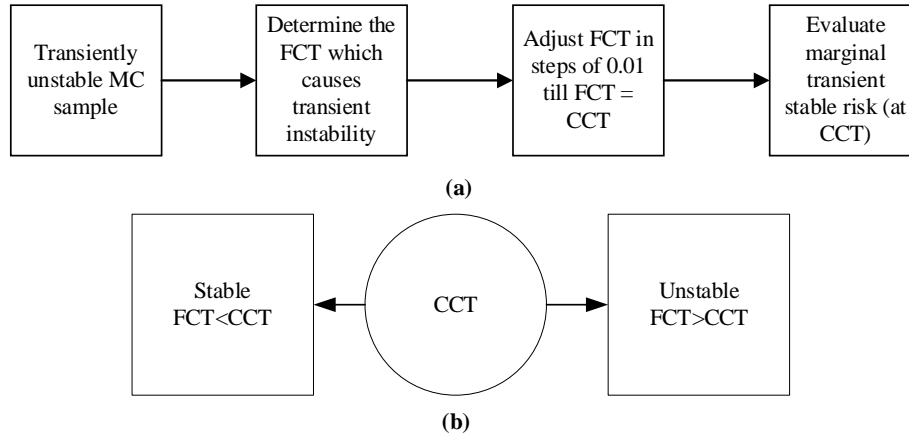 Transiently
unstable MC
sample
Determine the
FCT which
causes
transient
instability
Adjust FCT in
steps of 0.01
till FCT =
CCT
Evaluate
marginal
transient
stable risk (at
CCT)
(a)
Stable
FCT<CCT
CCT
Unstable
FCT>CCT
(b)